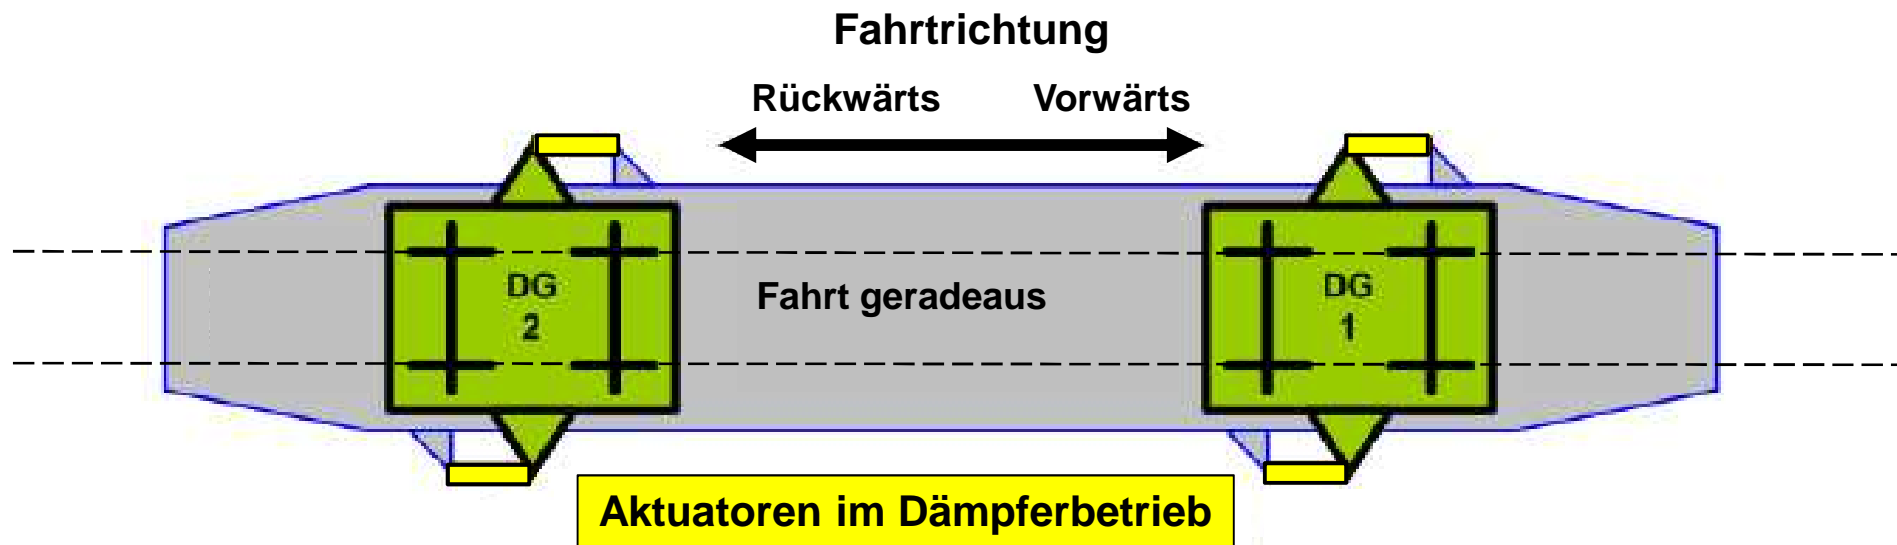 Fahrtrichtung
Rückwärts Vorwärts
DG
2
Fahrt geradeaus
DG
1
Aktuatoren im Dämpferbetrieb